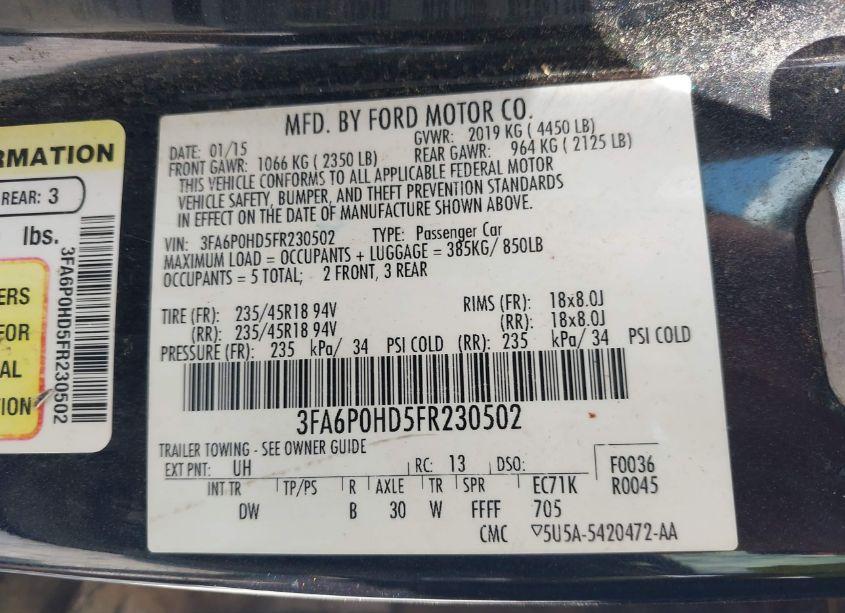 RMATION
REAR: 3
lbs.
ERS
FOR
AL
TION
3FA6P0HD5FR230502
MFD. BY FORD MOTOR CO.
DATE: 01/15 GVWR: 2019 KG ( 4450 LB)
FRONT GAWR: 1066 KG ( 2350 LB) REAR GAWR: 964 KG ( 2125 LB)
THIS VEHICLE CONFORMS TO ALL APPLICABLE FEDERAL MOTOR
VEHICLE SAFETY, BUMPER, AND THEFT PREVENTION STANDARDS
IN EFFECT ON THE DATE OF MANUFACTURE SHOWN ABOVE.
VIN: 3FA6P0HD5FR230502 TYPE: Passenger Car
MAXIMUM LOAD = OCCUPANTS + LUGGAGE = 385KG/ 850LB
OCCUPANTS = 5 TOTAL; 2 FRONT, 3 REAR
TIRE (FR): 235/45R18 94V RIMS (FR): 18x8.0J
(RR): 235/45R18 94V (RR): 18x8.0J
PRESSURE (FR): 235 kPa/ 34 PSI COLD (RR): 235 kPa/ 34 PSI COLD
3FA6P0HD5FR230502
TRAILER TOWING - SEE OWNER GUIDE
EXT PNT: UH RC: 13 DSO: F0036
INT TR TP/PS R AXLE TR SPR EC71K R0045
DW B 30 W FFFF 705
CMC ▽5U5A-5420472-AA